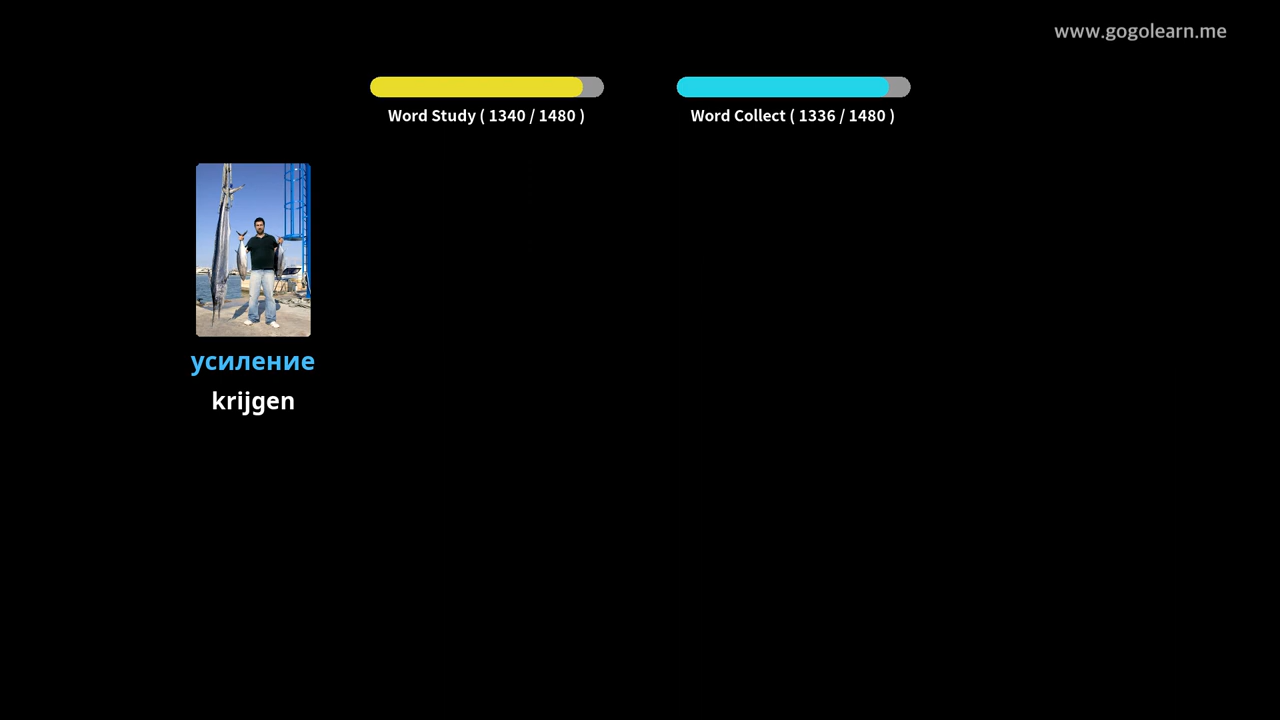 www.gogolearn.me
Word Study ( 1340 / 1480 )
Word Collect ( 1336 / 1480 )
усиление
krijgen